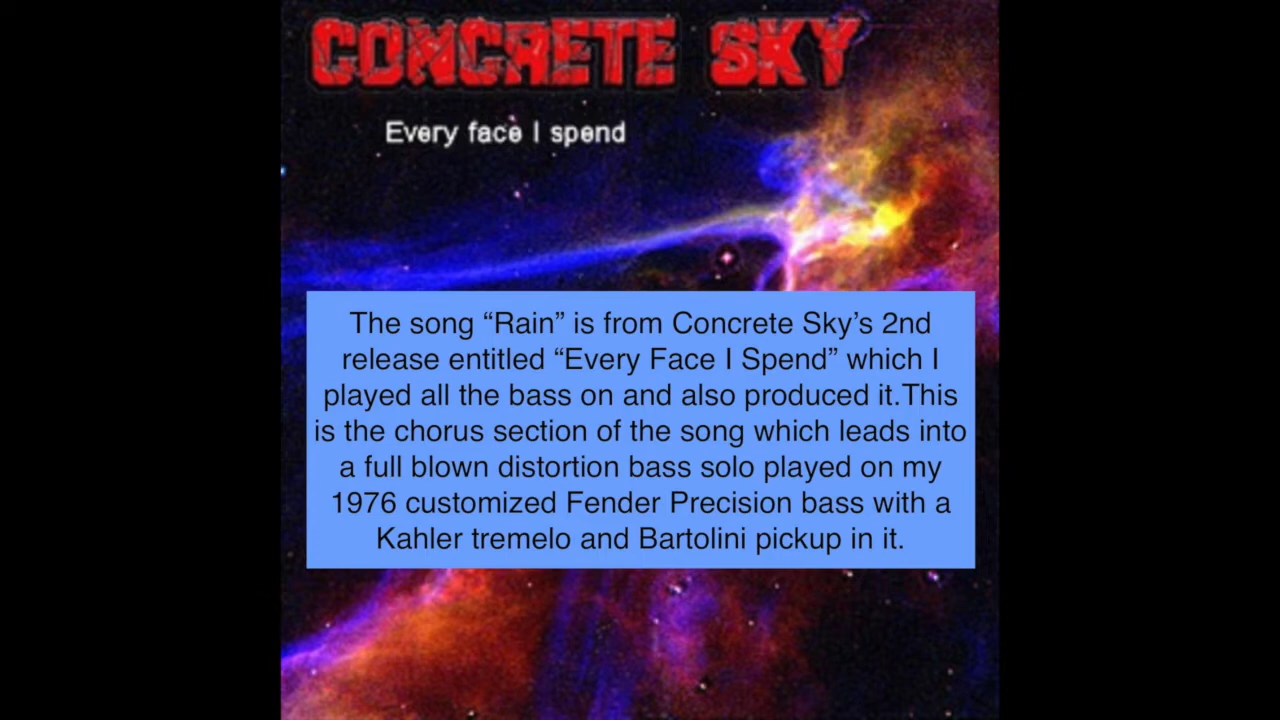 CONCRETE SKY
Every face I spend
The song “Rain” is from Concrete Sky’s 2nd
release entitled “Every Face I Spend” which I
played all the bass on and also produced it.This
is the chorus section of the song which leads into
a full blown distortion bass solo played on my
1976 customized Fender Precision bass with a
Kahler tremelo and Bartolini pickup in it.